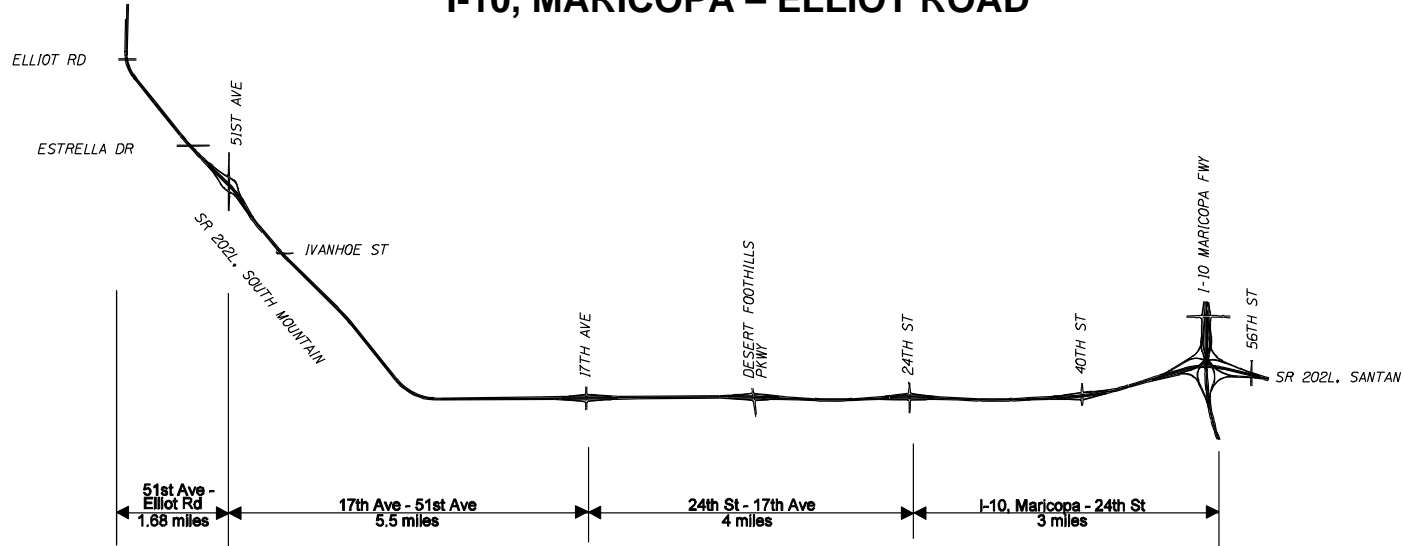 I-10, MARICOPA – ELLIOT ROAD
ELLIOT RD
51ST AVE
ESTRELLA DR
SR 202L, SOUTH MOUNTAIN
IVANHOE ST
17TH AVE
DESERT FOOTHILLS
PKWY
24TH ST
40TH ST
I-10 MARICOPA FWY
56TH ST
SR 202L, SANTAN
51st Ave -
Elliot Rd
1.68 miles
17th Ave - 51st Ave
5.5 miles
24th St - 17th Ave
4 miles
I-10, Maricopa - 24th St
3 miles